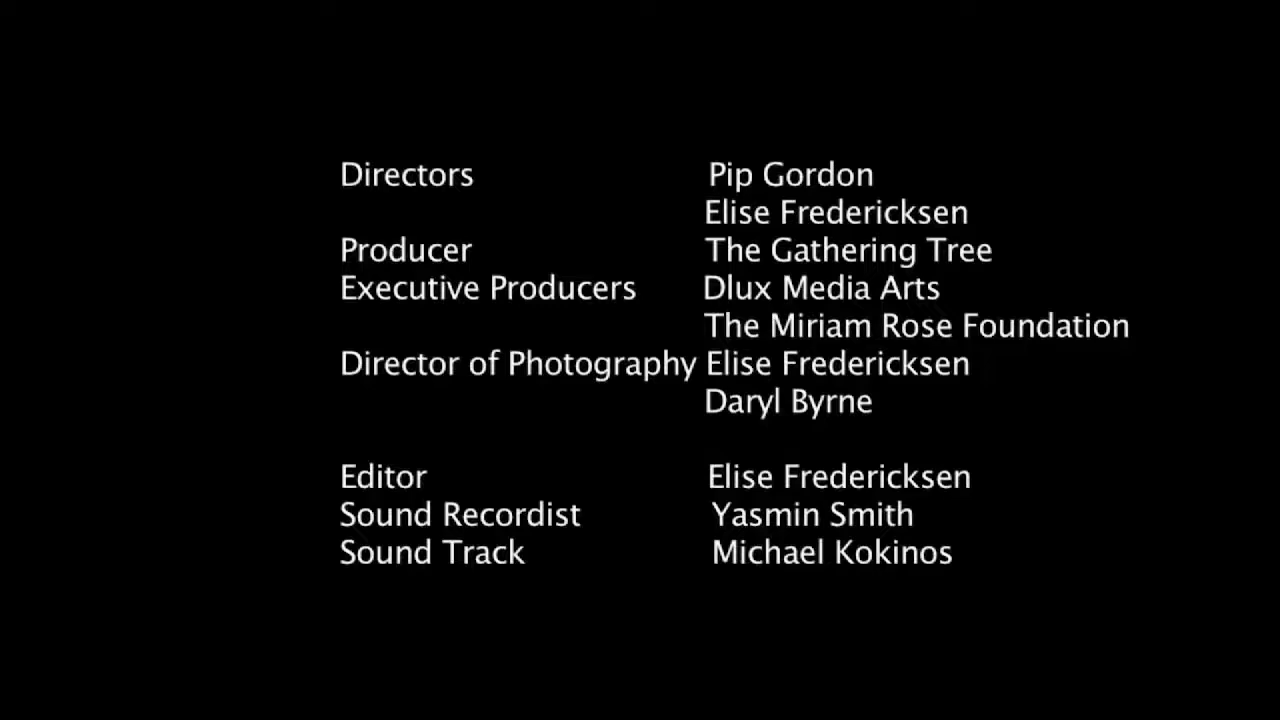 Directors Pip Gordon
Elise Fredericksen
Producer The Gathering Tree
Executive Producers Dlux Media Arts
The Miriam Rose Foundation
Director of Photography Elise Fredericksen
Daryl Byrne
Editor Elise Fredericksen
Sound Recordist Yasmin Smith
Sound Track Michael Kokinos